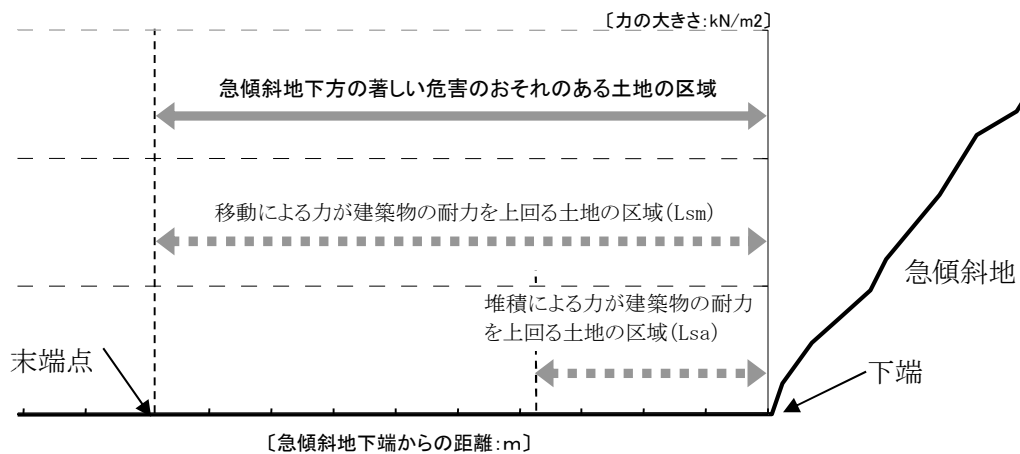 〔力の大きさ:kN/m2〕
急傾斜地下方の著しい危害のおそれのある土地の区域
移動による力が建築物の耐力を上回る土地の区域(Lsm)
急傾斜地
堆積による力が建築物の耐力
を上回る土地の区域(Lsa)
末端点
下端
〔急傾斜地下端からの距離:m〕